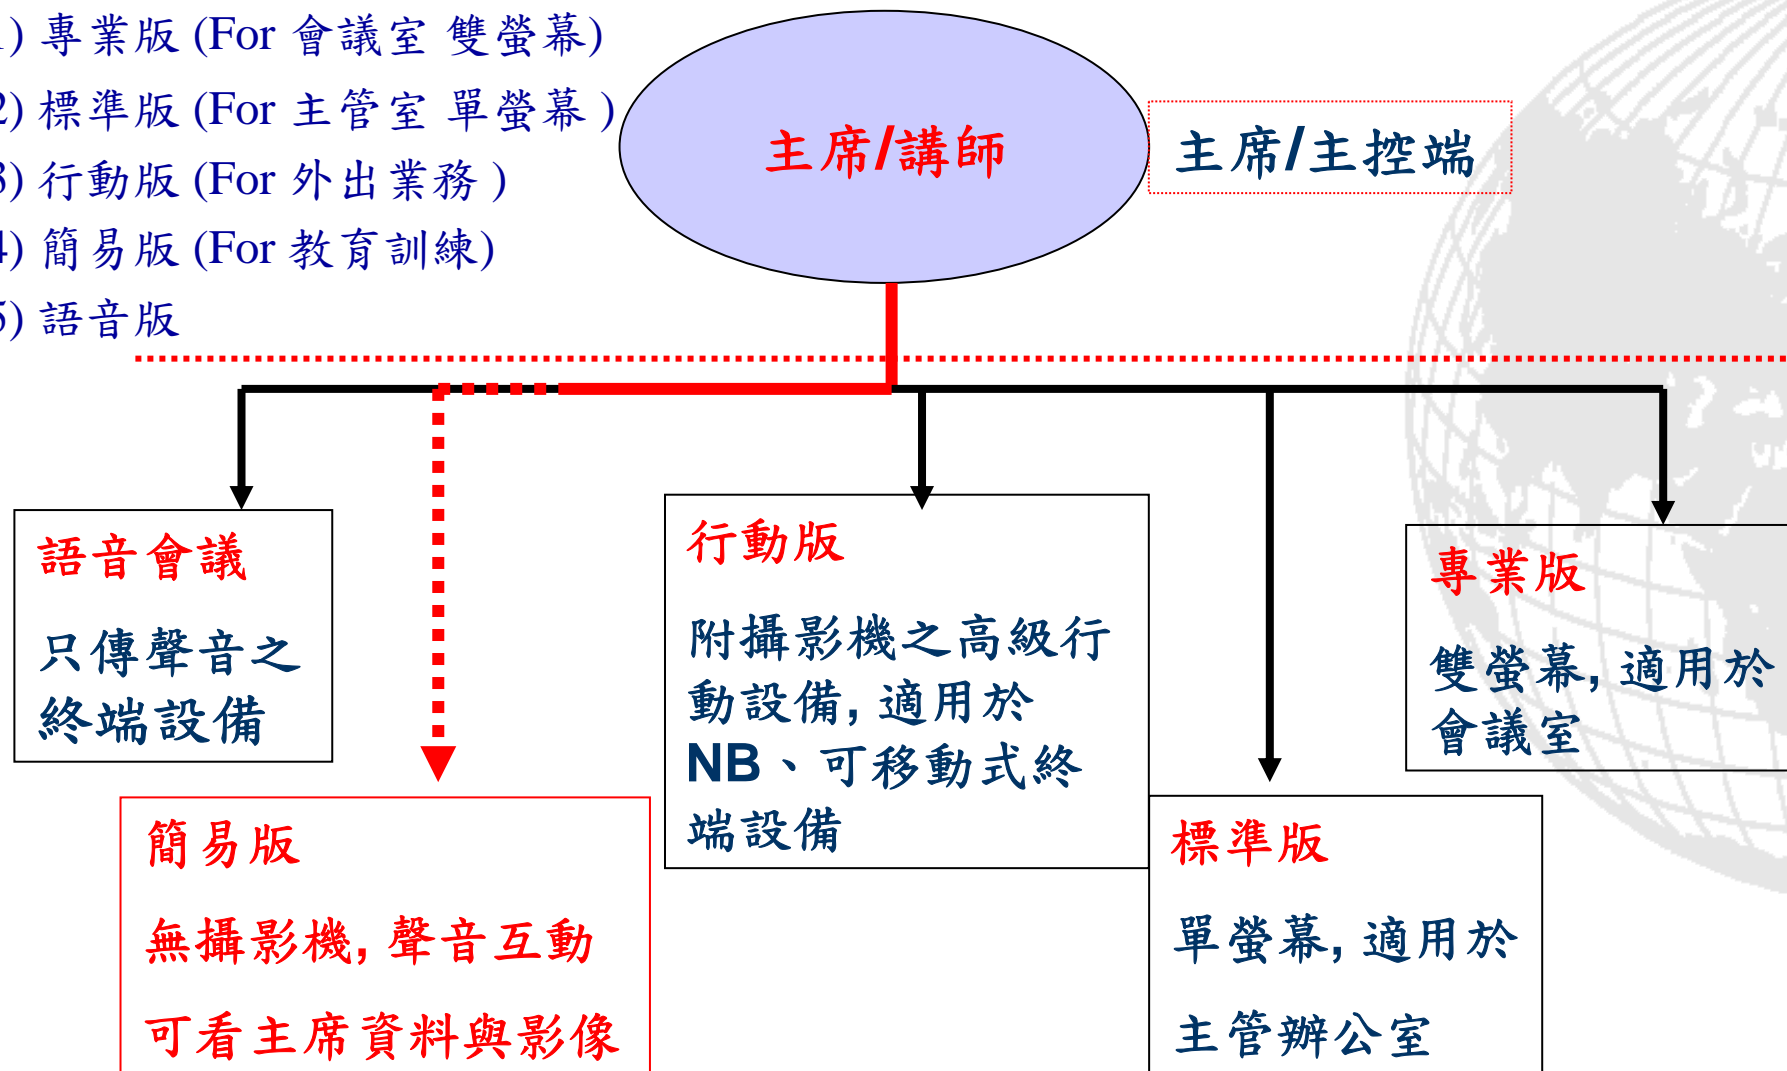 1) 專業版 (For 會議室 雙螢幕)
2) 標準版 (For 主管室 單螢幕 )
3) 行動版 (For 外出業務 )
4) 簡易版 (For 教育訓練)
5) 語音版
主席/講師
主席/主控端
語音會議
只傳聲音之
終端設備
簡易版
無攝影機, 聲音互動
可看主席資料與影像
行動版
附攝影機之高級行
動設備, 適用於
NB、可移動式終
端設備
標準版
單螢幕, 適用於
主管辦公室
專業版
雙螢幕, 適用於
會議室